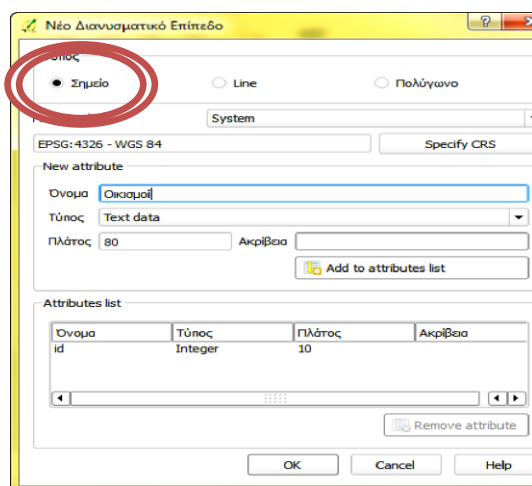 Νέο Διανυσματικό Επίπεδο
Σημείο Line Πολύγωνο
System
EPSG:4326 - WGS 84 Specify CRS
New attribute
Όνομα Οικισμοί
Τύπος Text data
Πλάτος 80 Ακρίβεια
Add to attributes list
Attributes list
Όνομα Τύπος Πλάτος Ακρίβεια
id Integer 10
Remove attribute
OK Cancel Help